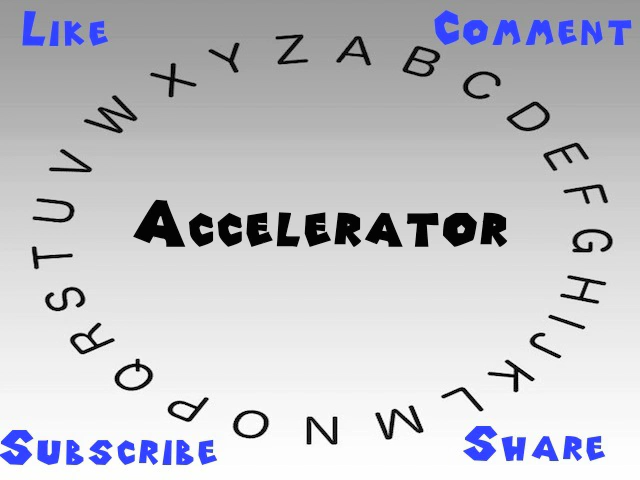 Like
Comment
A B C D E F G H I J K L M N O P Q R S T U V W X Y Z
Accelerator
Subscribe
Share